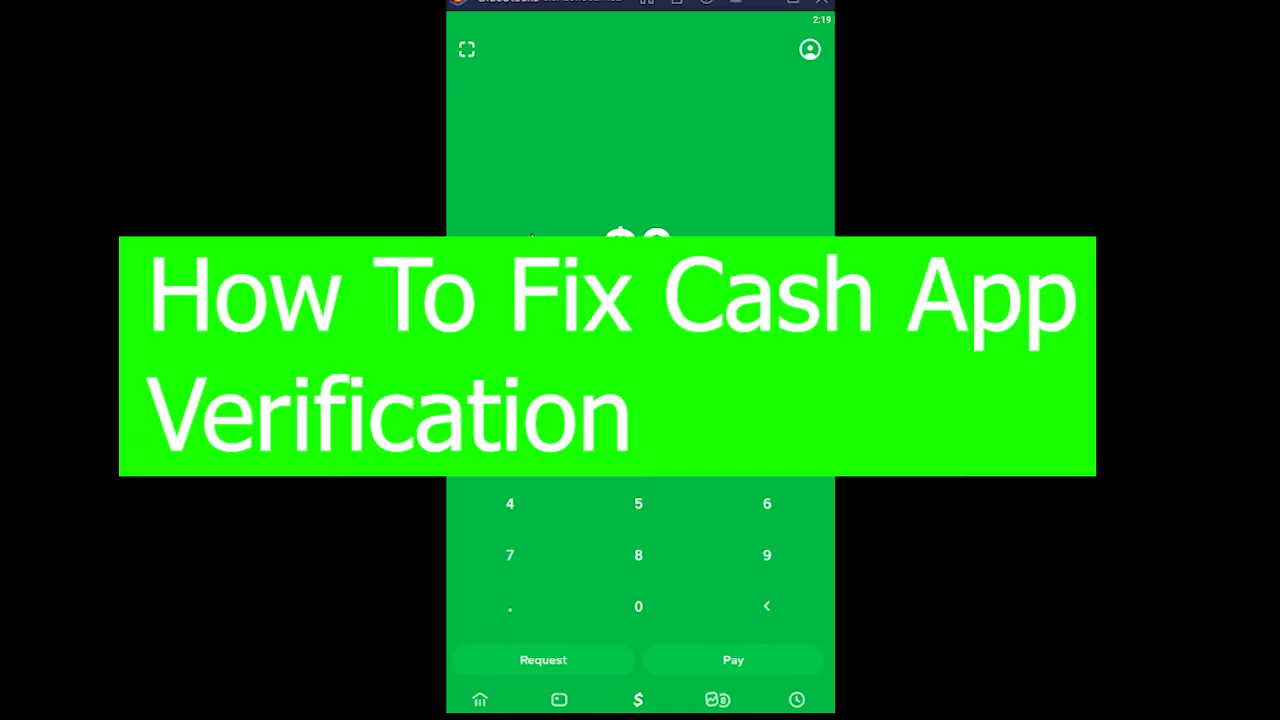 2:19
How To Fix Cash App
Verification
4 5 6
7 8 9
. 0 <
Request Pay
$